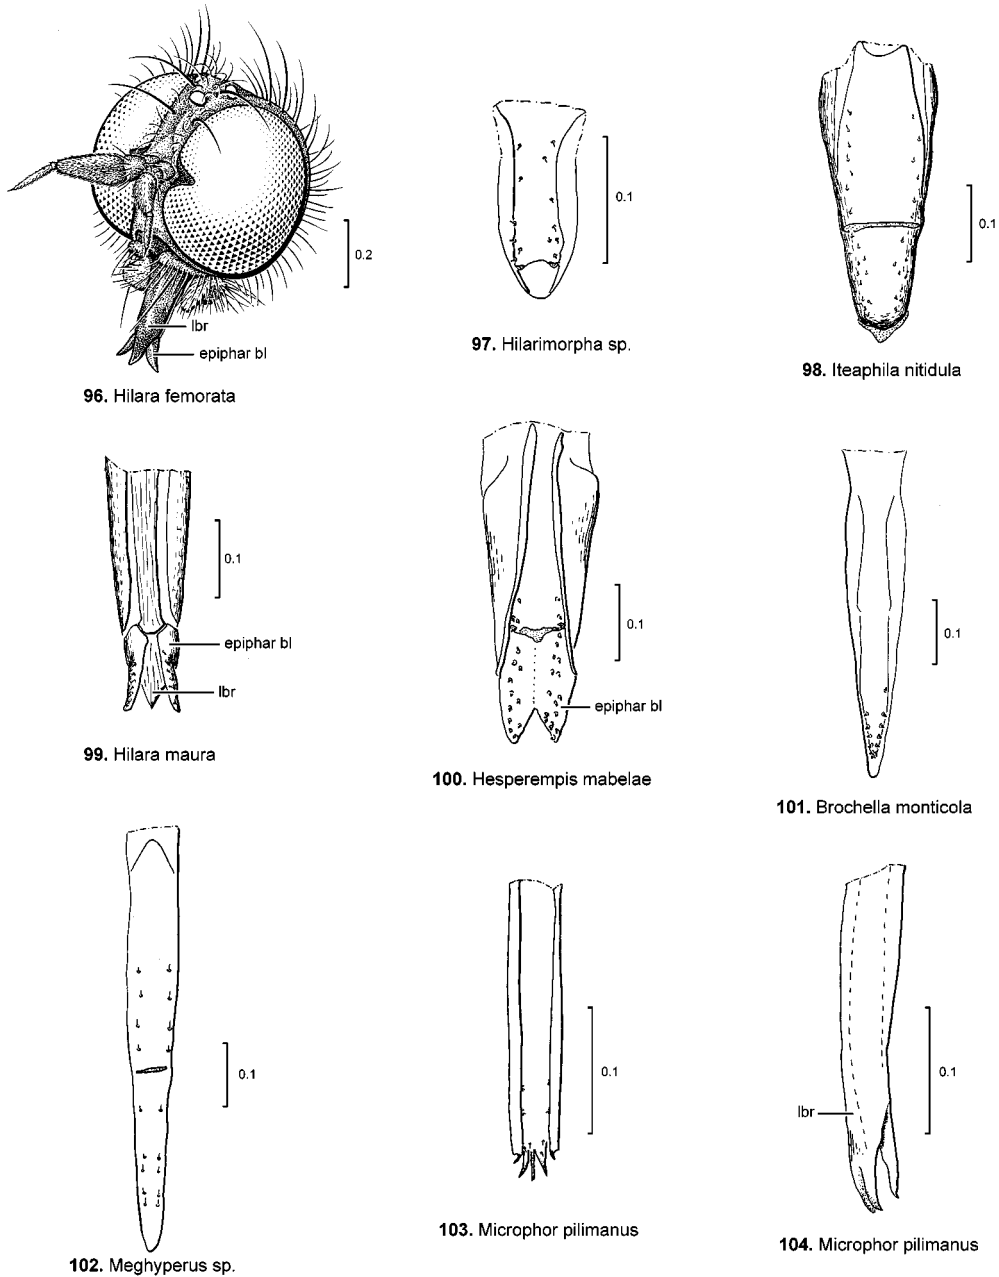 0.2
lbr
epiphar bl
96. Hilara femorata
0.1
97. Hilarimorpha sp.
0.1
98. Iteaphila nitidula
0.1
epiphar bl
lbr
99. Hilara maura
0.1
epiphar bl
100. Hesperempis mabelae
0.1
101. Brochella monticola
0.1
102. Meghyperus sp.
0.1
103. Microphor pilimanus
0.1
lbr
104. Microphor pilimanus